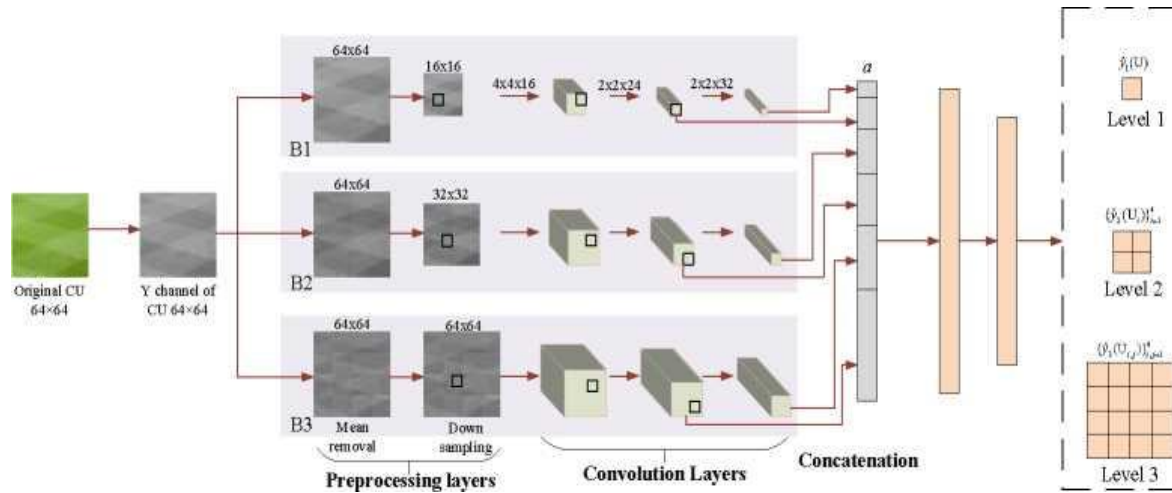 64x64
16x16
4x4x16
2x2x24
2x2x32
a
B1
64x64
32x32
B2
64x64
64x64
B3
Original CU
64×64
Y channel of
CU 64×64
Mean
removal
Down
sampling
Preprocessing layers
Convolution Layers
Concatenation
ŷ₁(U)
Level 1
Level 2
Level 3